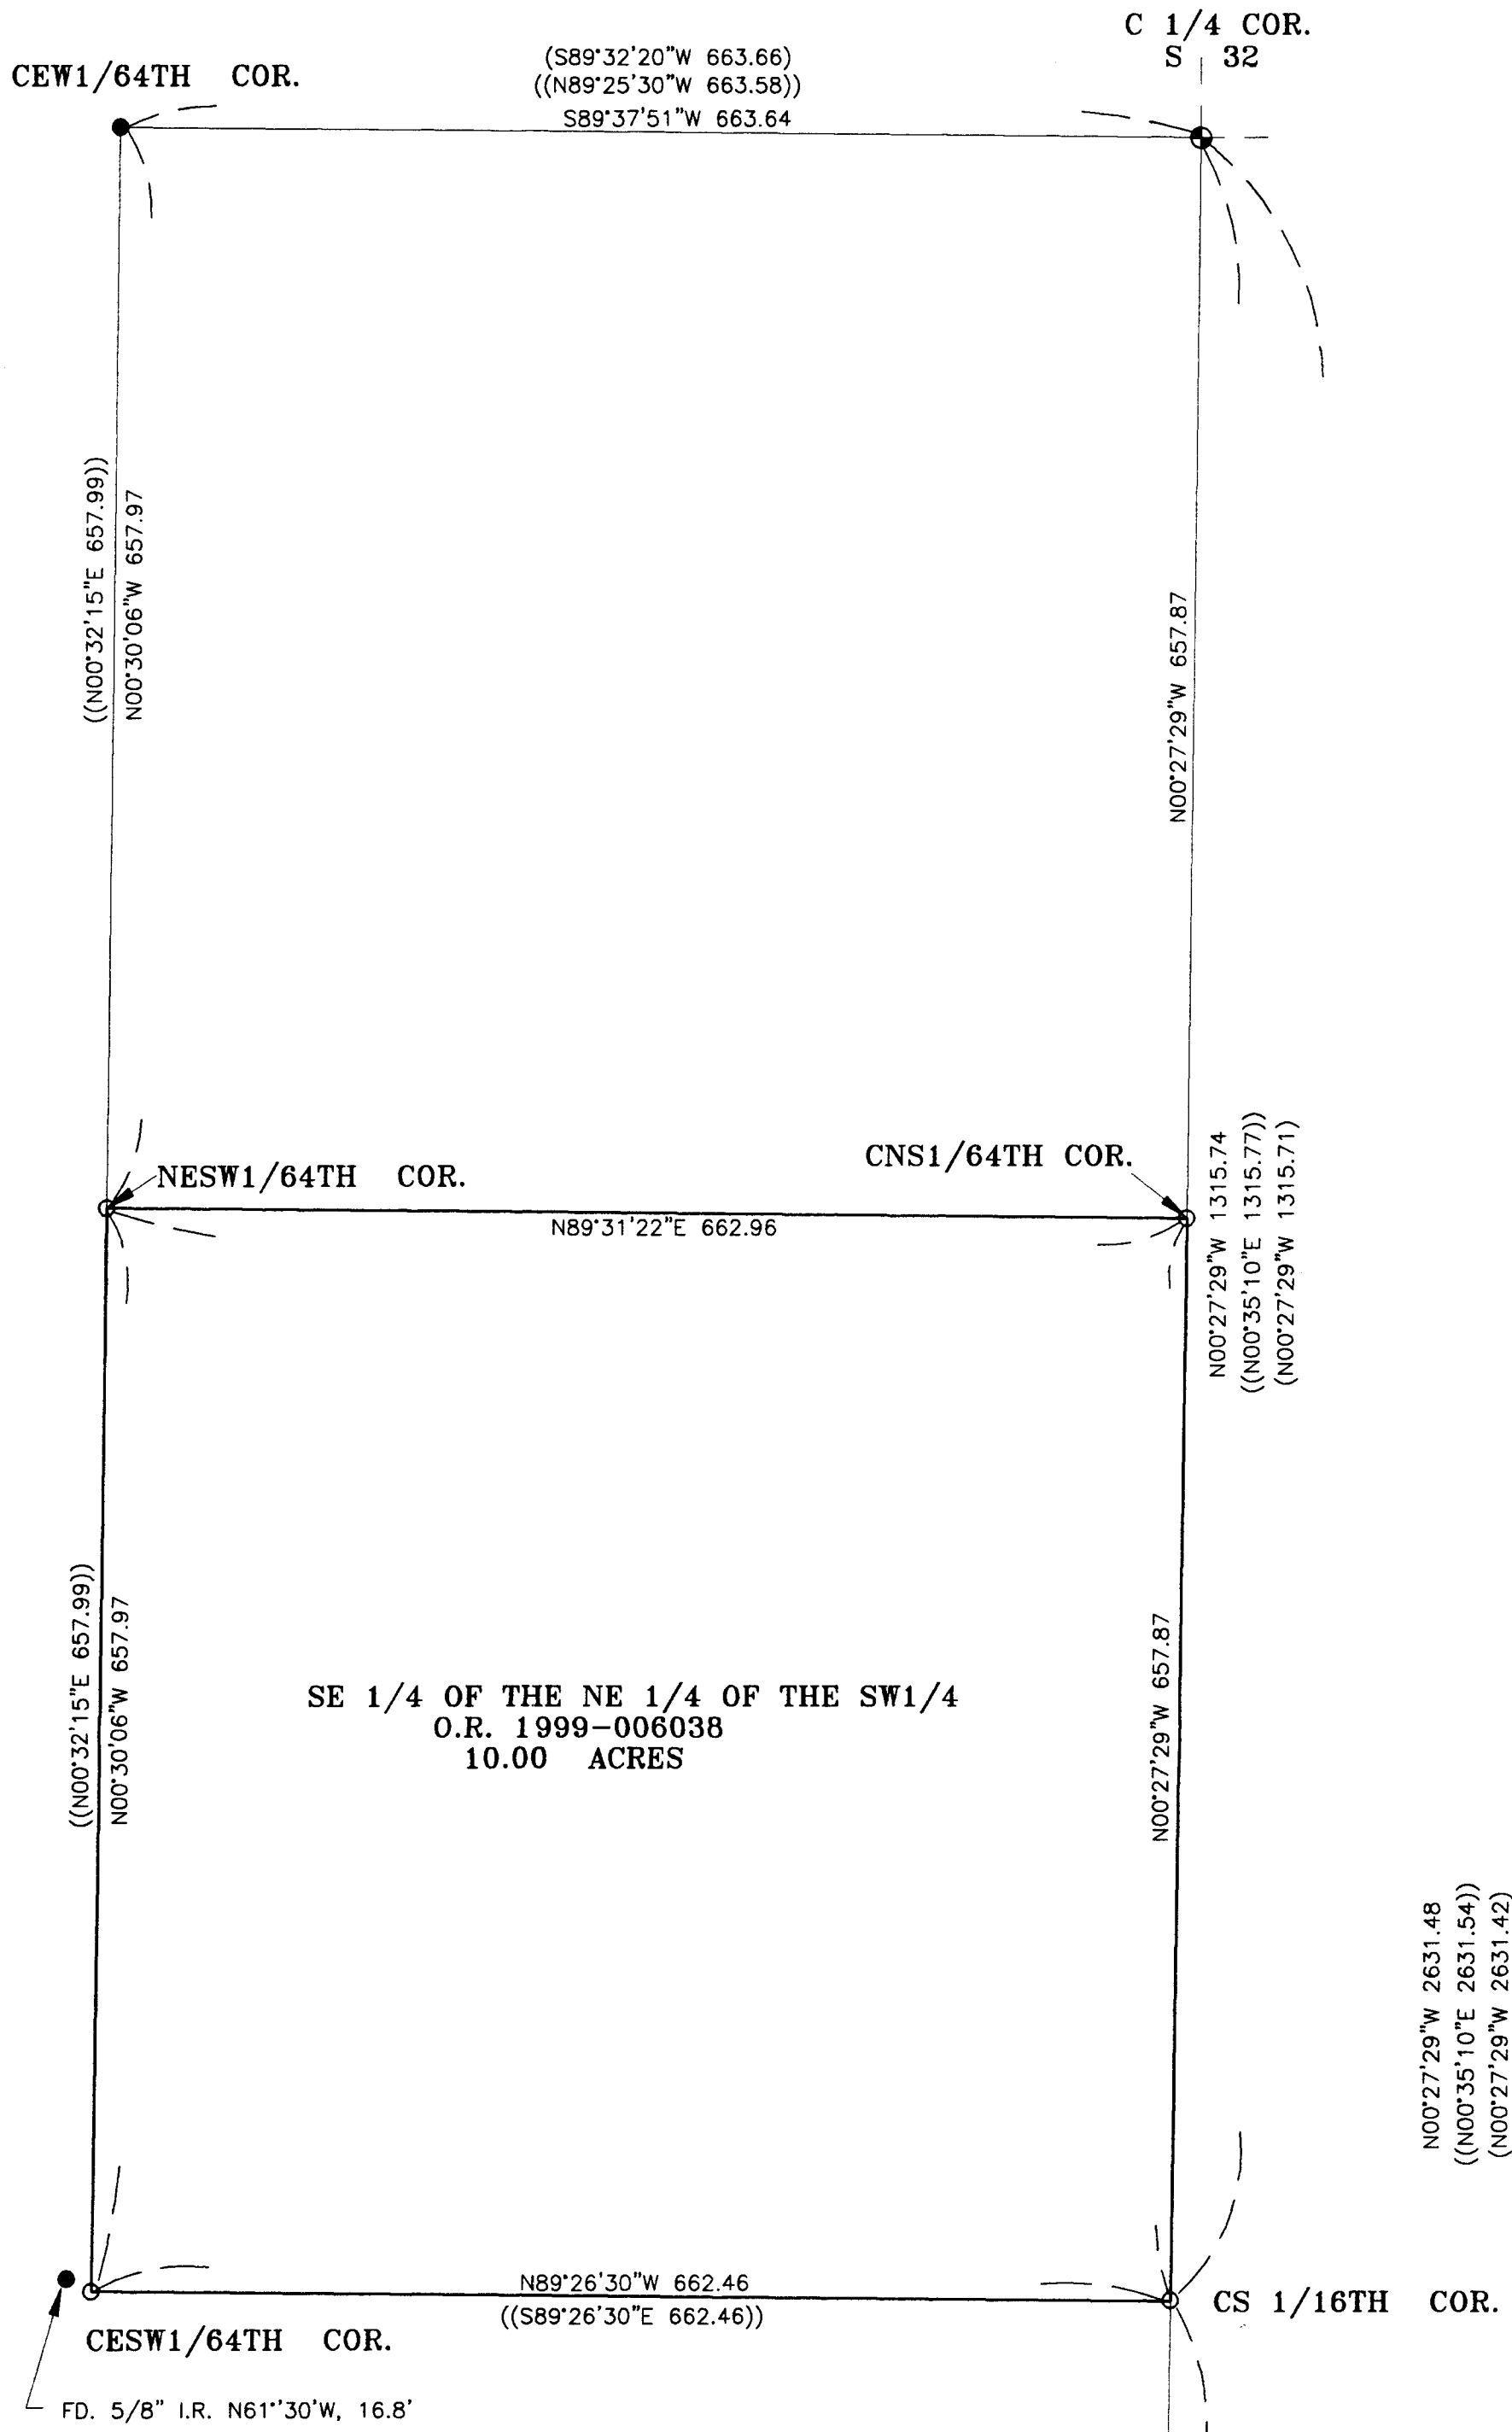 C 1/4 COR.
S 32
(S89°32'20"W 663.66)
((N89°25'30"W 663.58))
S89°37'51"W 663.64
CEW1/64TH COR.
((N00°32'15"E 657.99))
N00°30'06"W 657.97
N00°27'29"W 657.87
NESW1/64TH COR.
CNS1/64TH COR.
N89°31'22"E 662.96
N00°27'29"W 1315.74
((N00°35'10"E 1315.77))
(N00°27'29"W 1315.71)
((N00°32'15"E 657.99))
N00°30'06"W 657.97
SE 1/4 OF THE NE 1/4 OF THE SW1/4
O.R. 1999-006038
10.00 ACRES
N00°27'29"W 657.87
N00°27'29"W 2631.48
((N00°35'10"E 2631.54))
(N00°27'29"W 2631.42)
N89°26'30"W 662.46
((S89°26'30"E 662.46))
CS 1/16TH COR.
CESW1/64TH COR.
FD. 5/8" I.R. N61°'30'W, 16.8'